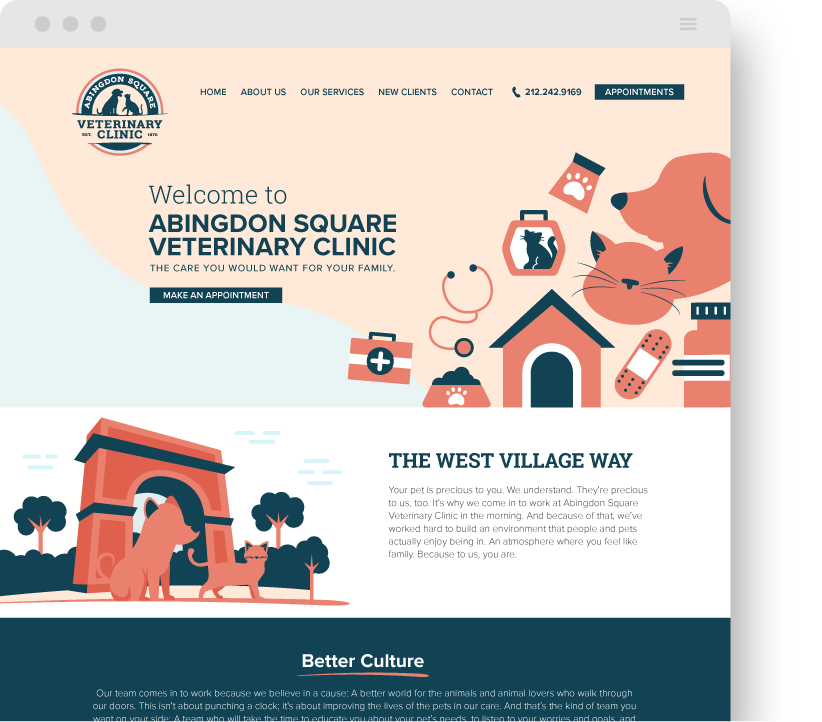 ABINGDON SQUARE
VETERINARY
EST. CLINIC 1970
HOME ABOUT US OUR SERVICES NEW CLIENTS CONTACT 212.242.9169 APPOINTMENTS
Welcome to
ABINGDON SQUARE
VETERINARY CLINIC
THE CARE YOU WOULD WANT FOR YOUR FAMILY.
MAKE AN APPOINTMENT
THE WEST VILLAGE WAY
Your pet is precious to you. We understand. They're precious
to us, too. It's why we come in to work at Abingdon Square
Veterinary Clinic in the morning. And because of that, we've
worked hard to build an environment that people and pets
actually enjoy being in. An atmosphere where you feel like
family. Because to us, you are.
Better Culture
Our team comes in to work because we believe in a cause: A better world for the animals and animal lovers who walk through
our doors. This isn't about punching a clock; it's about improving the lives of the pets in our care. And that's the kind of team you
want on your side: A team who will take the time to educate you about your pet's needs, to listen to your worries and goals, and